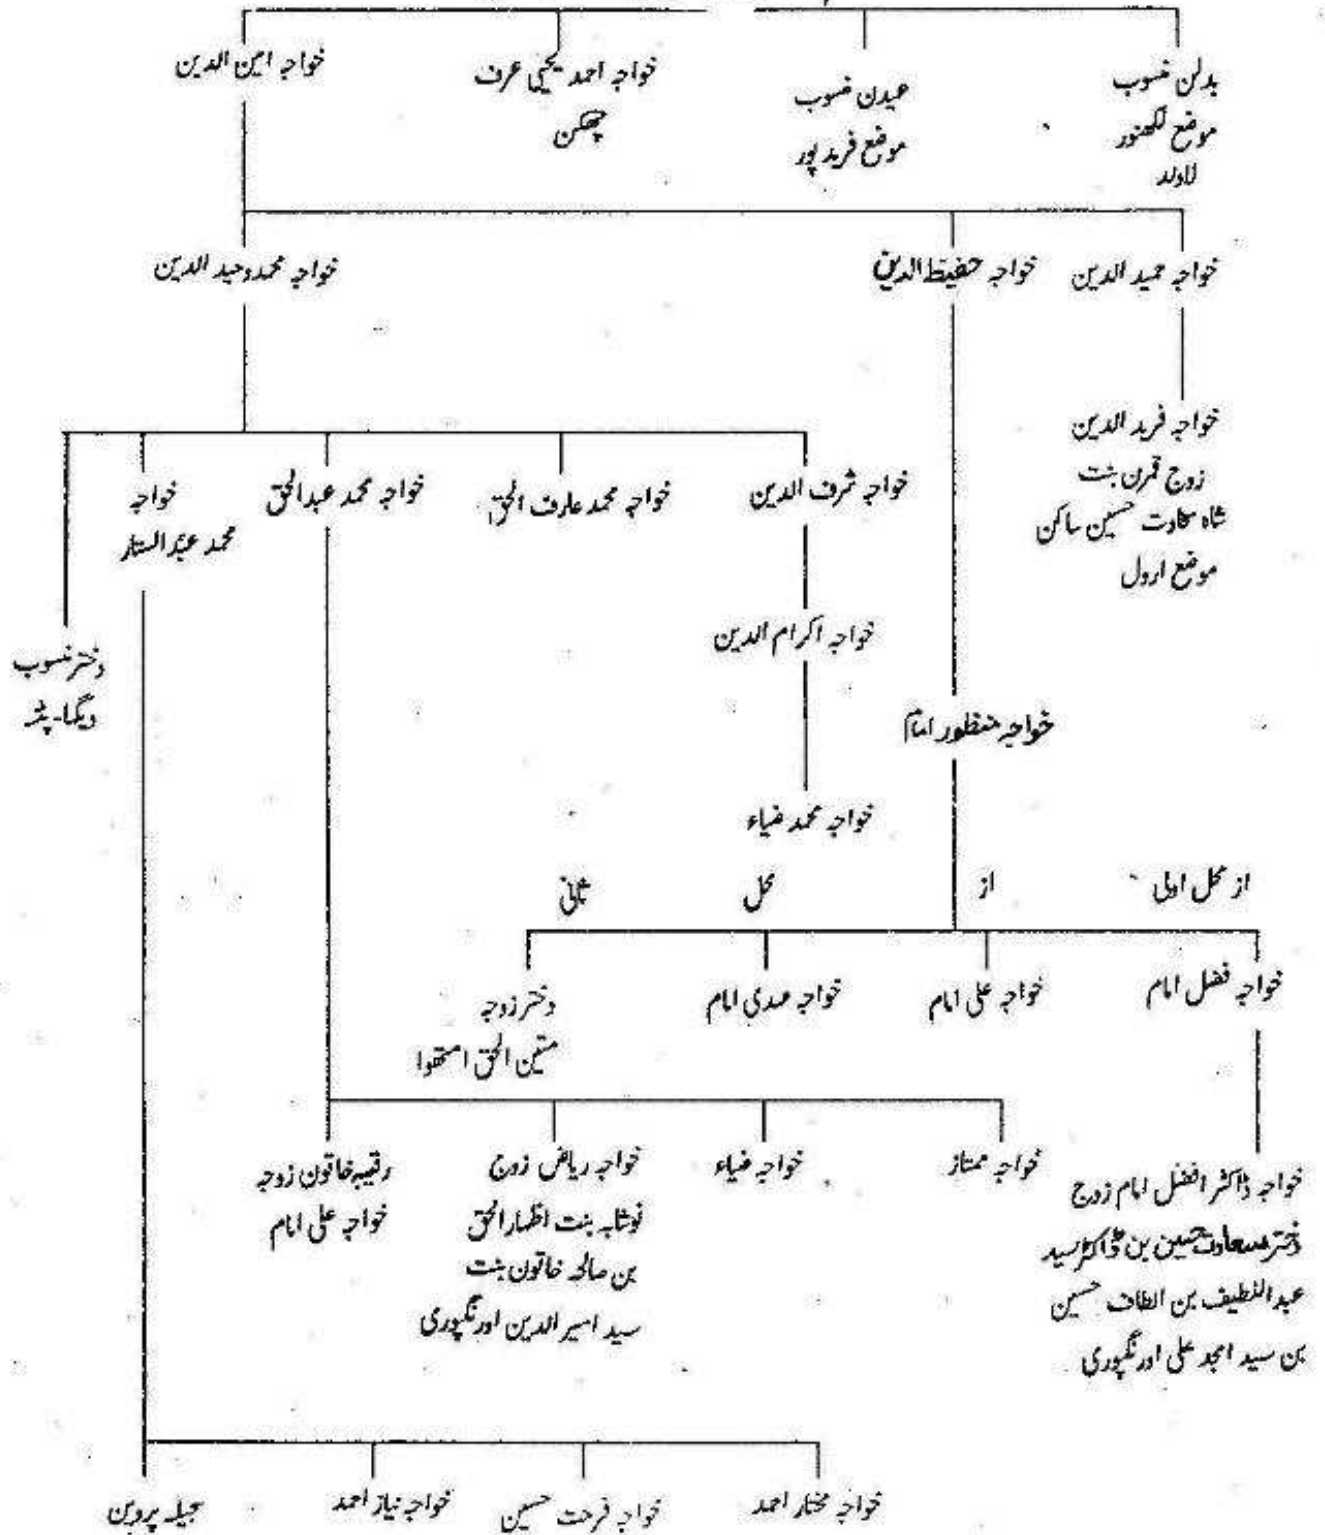 بدلن منسوب
موضع لکھنور
لاولد
عیدن منسوب
موضع فرید پور
خواجہ احمد یحییٰ عرف
چھکن
خواجہ امین الدین
خواجہ حمید الدین
خواجہ حفیظ الدین
خواجہ محمد وحید الدین
خواجہ فرید الدین
زوج قمرن بنت
شاہ سخاوت حسین ساکن
موضع ارول
خواجہ شرف الدین
خواجہ محمد عارف الحق
خواجہ محمد عبدالحق
خواجہ
محمد عبدالستار
خواجہ اکرام الدین
دختر منسوب
دیگھا۔ پٹنہ
خواجہ منظور امام
خواجہ محمد ضیاء
از محل اولی
از محل ثانی
خواجہ فضل امام
خواجہ علی امام
خواجہ مہدی امام
دختر زوجہ
متین الحق امتھوا
خواجہ ڈاکٹر افضل امام زوج
دختر سعادت حسین بن ڈاکٹر سید
عبداللطیف بن الطاف حسین
بن سید امجد علی اورنگپوری
خواجہ ممتاز
خواجہ ضیاء
خواجہ ریاض زوج
نوشابہ بنت اظہار الحق
بن صالحہ خاتون بنت
سید امیر الدین اورنگپوری
رقیبہ خاتون زوجہ
خواجہ علی امام
خواجہ مختار احمد
خواجہ فرحت حسین
خواجہ نیاز احمد
جمیلہ پروین